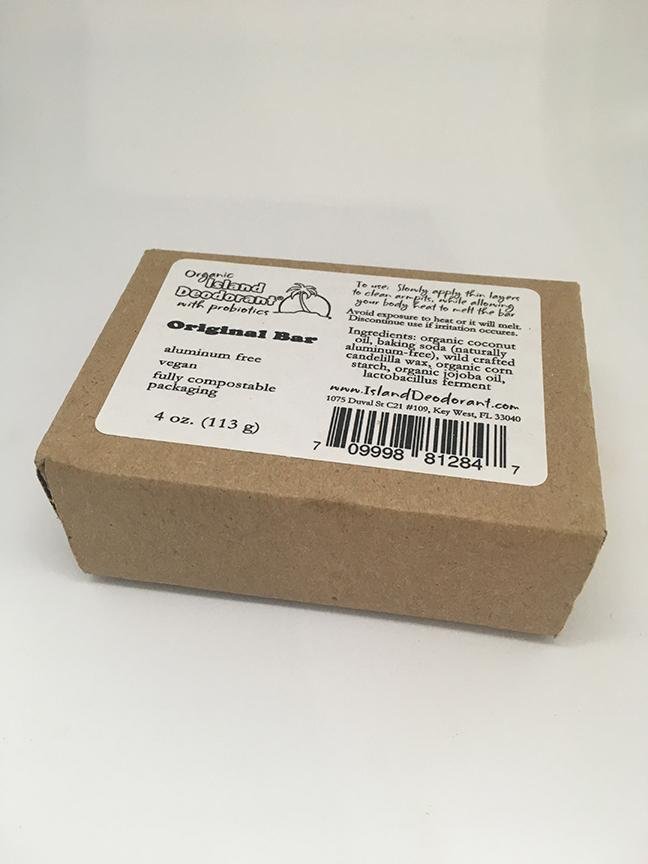 Organic
Island
Deodorant®
with probiotics
Original Bar
aluminum free
vegan
fully compostable
packaging
4 oz. (113 g)
To use: Slowly apply thin layers
to clean armpits, while allowing
your body heat to melt the bar
Avoid exposure to heat or it will melt.
Discontinue use if irritation occures.
Ingredients: organic coconut
oil, baking soda (naturally
aluminum-free), wild crafted
candelilla wax, organic corn
starch, organic jojoba oil,
lactobacillus ferment
www.IslandDeodorant.com
1075 Duval St C21 #109, Key West, FL 33040
7 09998 81284 7